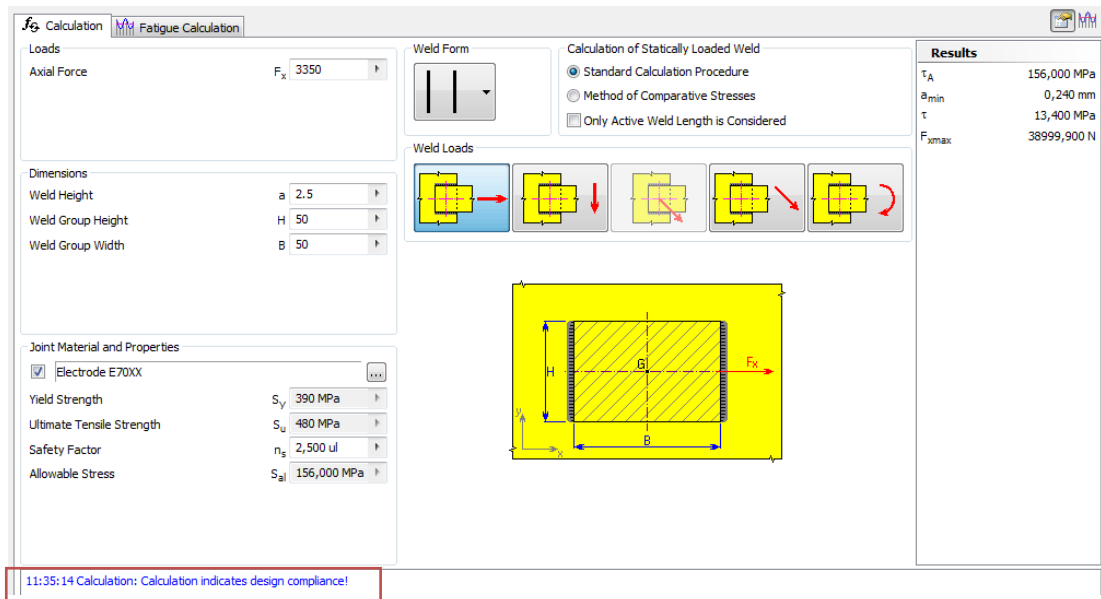 Calculation
Fatigue Calculation
Loads
Axial Force Fx 3350
Dimensions
Weld Height a 2.5
Weld Group Height H 50
Weld Group Width B 50
Joint Material and Properties
Electrode E70XX ...
Yield Strength Sy 390 MPa
Ultimate Tensile Strength Su 480 MPa
Safety Factor ns 2,500 ul
Allowable Stress Sal 156,000 MPa
Weld Form
Calculation of Statically Loaded Weld
Standard Calculation Procedure
Method of Comparative Stresses
Only Active Weld Length is Considered
Weld Loads
H
G
Fx
B
y
x
Results
τA 156,000 MPa
amin 0,240 mm
τ 13,400 MPa
Fxmax 38999,900 N
11:35:14 Calculation: Calculation indicates design compliance!